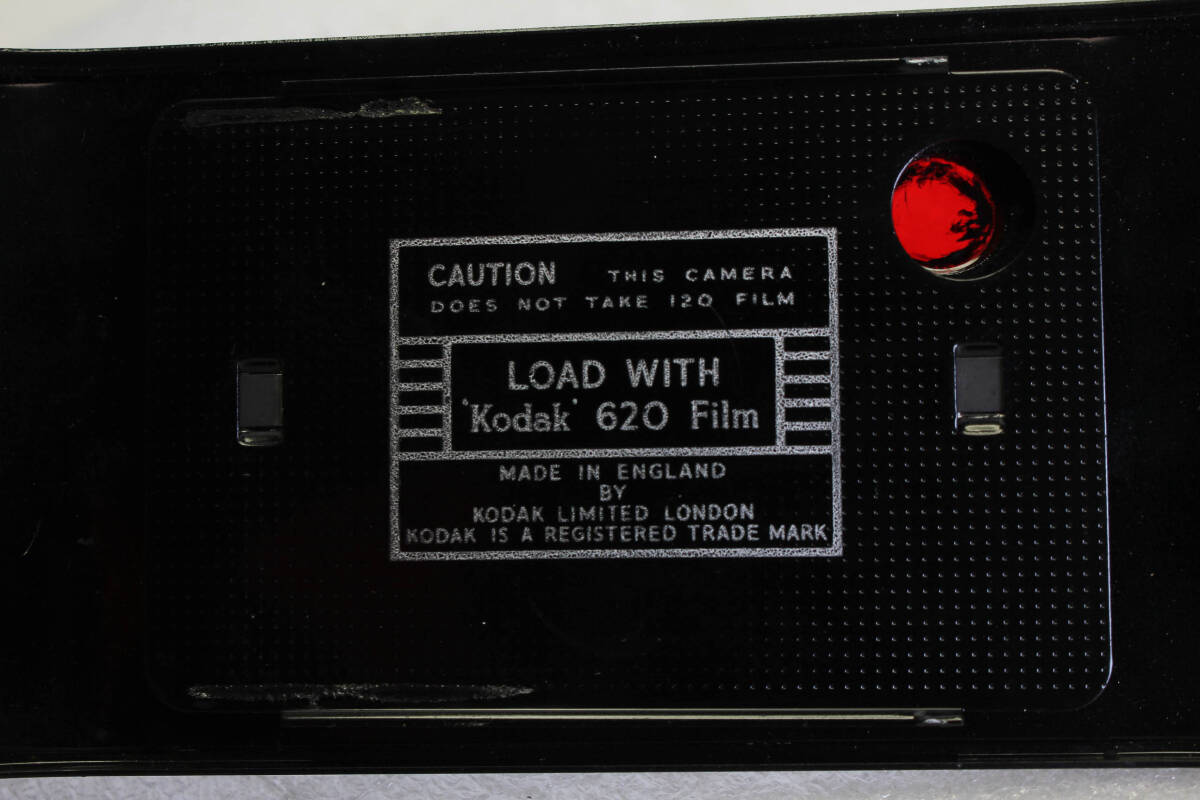 CAUTION THIS CAMERA
DOES NOT TAKE 120 FILM
LOAD WITH
'Kodak' 620 Film
MADE IN ENGLAND
BY
KODAK LIMITED LONDON
KODAK IS A REGISTERED TRADE MARK